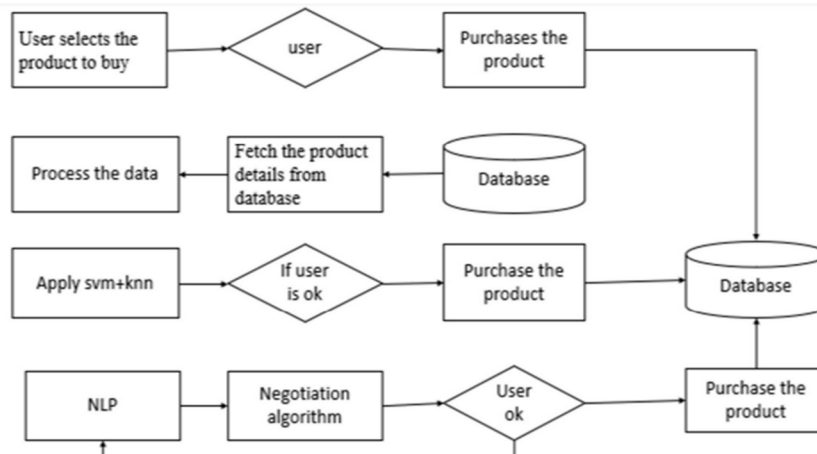 User selects the
product to buy
user
Purchases the
product
Process the data
Fetch the product
details from
database
Database
Apply svm+knn
If user
is ok
Purchase the
product
Database
NLP
Negotiation
algorithm
User
ok
Purchase the
product